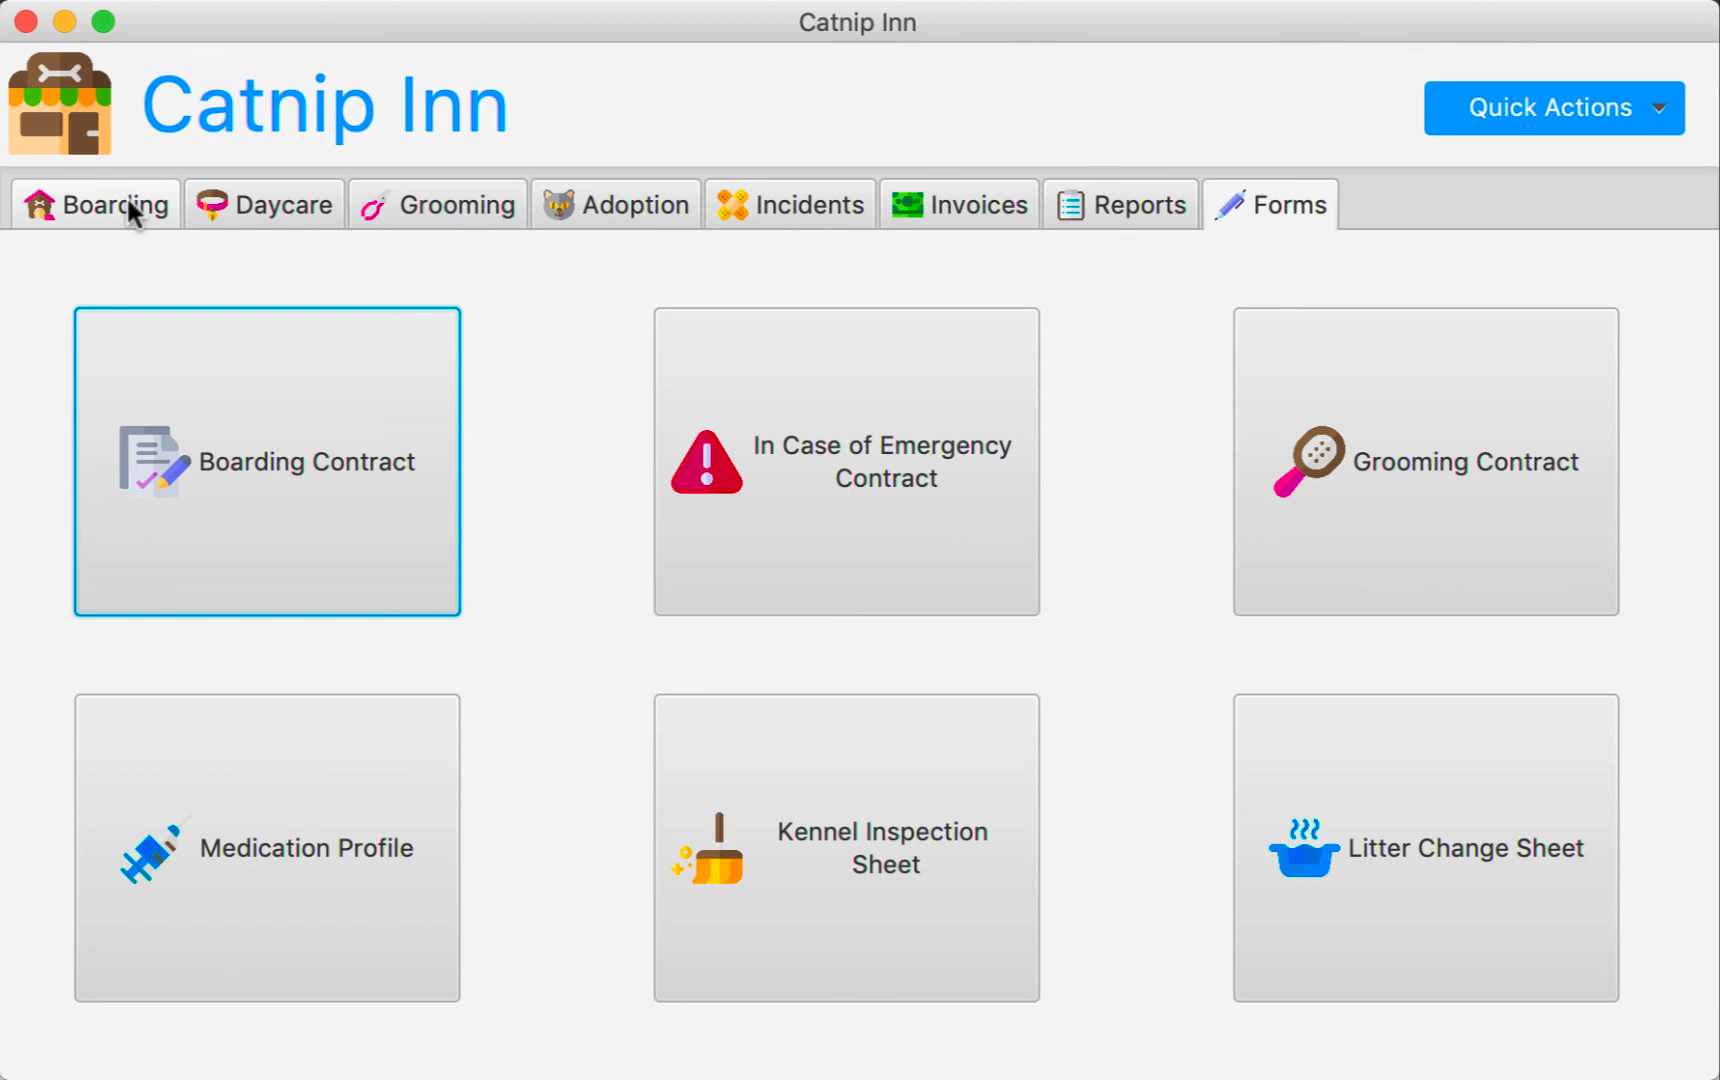 Catnip Inn
Catnip Inn
Quick Actions
Boarding
Daycare
Grooming
Adoption
Incidents
Invoices
Reports
Forms
Boarding Contract
In Case of Emergency
Contract
Grooming Contract
Medication Profile
Kennel Inspection
Sheet
Litter Change Sheet